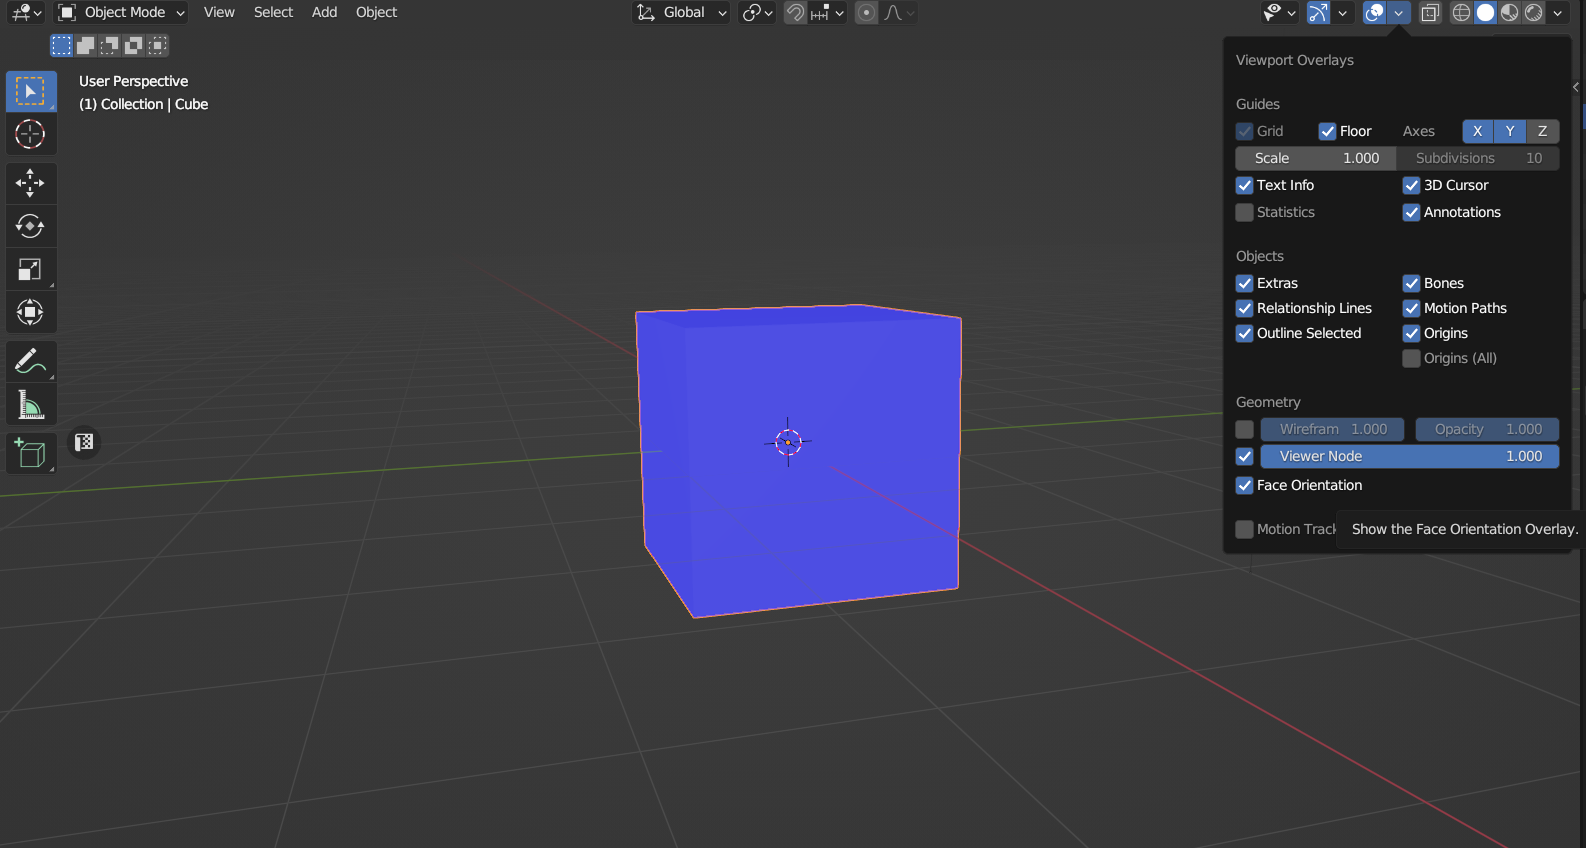 Object Mode View Select Add Object Global
User Perspective
(1) Collection | Cube
Viewport Overlays
Guides
Grid Floor Axes X Y Z
Scale 1.000 Subdivisions 10
Text Info 3D Cursor
Statistics Annotations
Objects
Extras Bones
Relationship Lines Motion Paths
Outline Selected Origins
Origins (All)
Geometry
Wirefram 1.000 Opacity 1.000
Viewer Node 1.000
Face Orientation
Motion Track Show the Face Orientation Overlay.